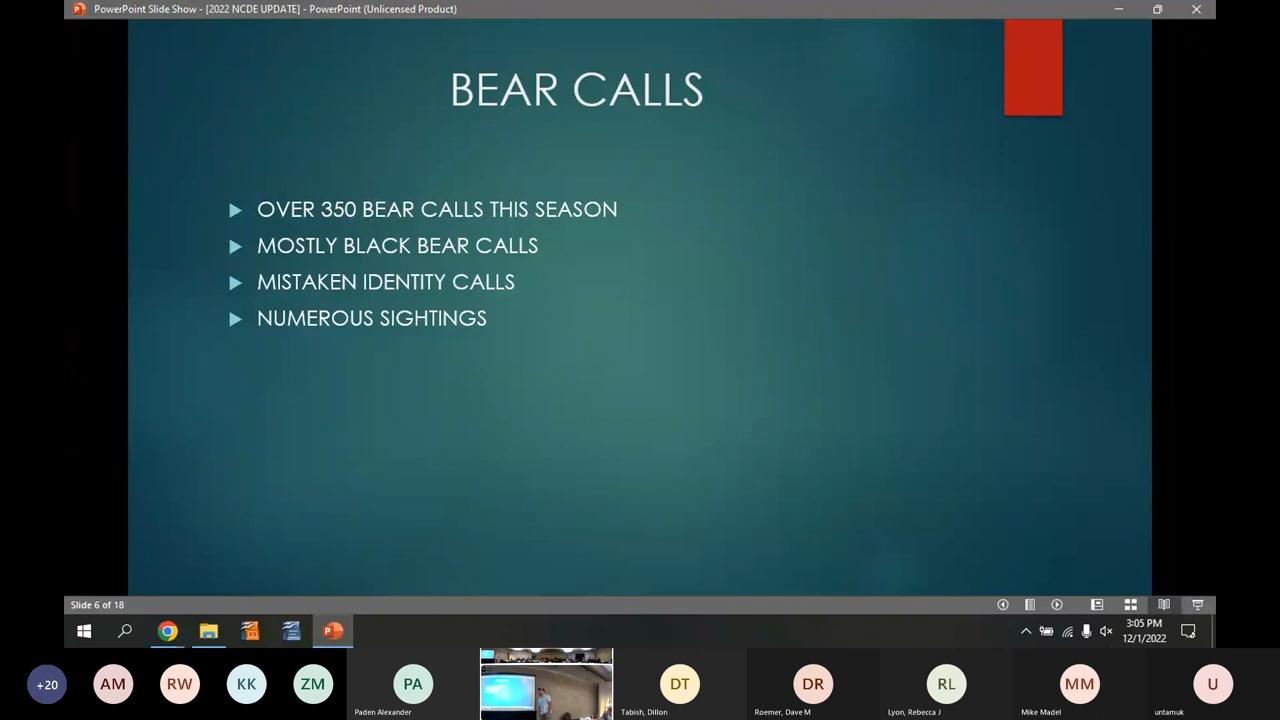 PowerPoint Slide Show - [2022 NCDE UPDATE] - PowerPoint (Unlicensed Product)
BEAR CALLS
OVER 350 BEAR CALLS THIS SEASON
MOSTLY BLACK BEAR CALLS
MISTAKEN IDENTITY CALLS
NUMEROUS SIGHTINGS
Slide 6 of 18
3:05 PM
12/1/2022
+20
AM
RW
KK
ZM
PA
DT
DR
RL
MM
U
Paden Alexander
Tabish, Dillon
Roemer, Dave M
Lyon, Rebecca J
Mike Madel
untamuk